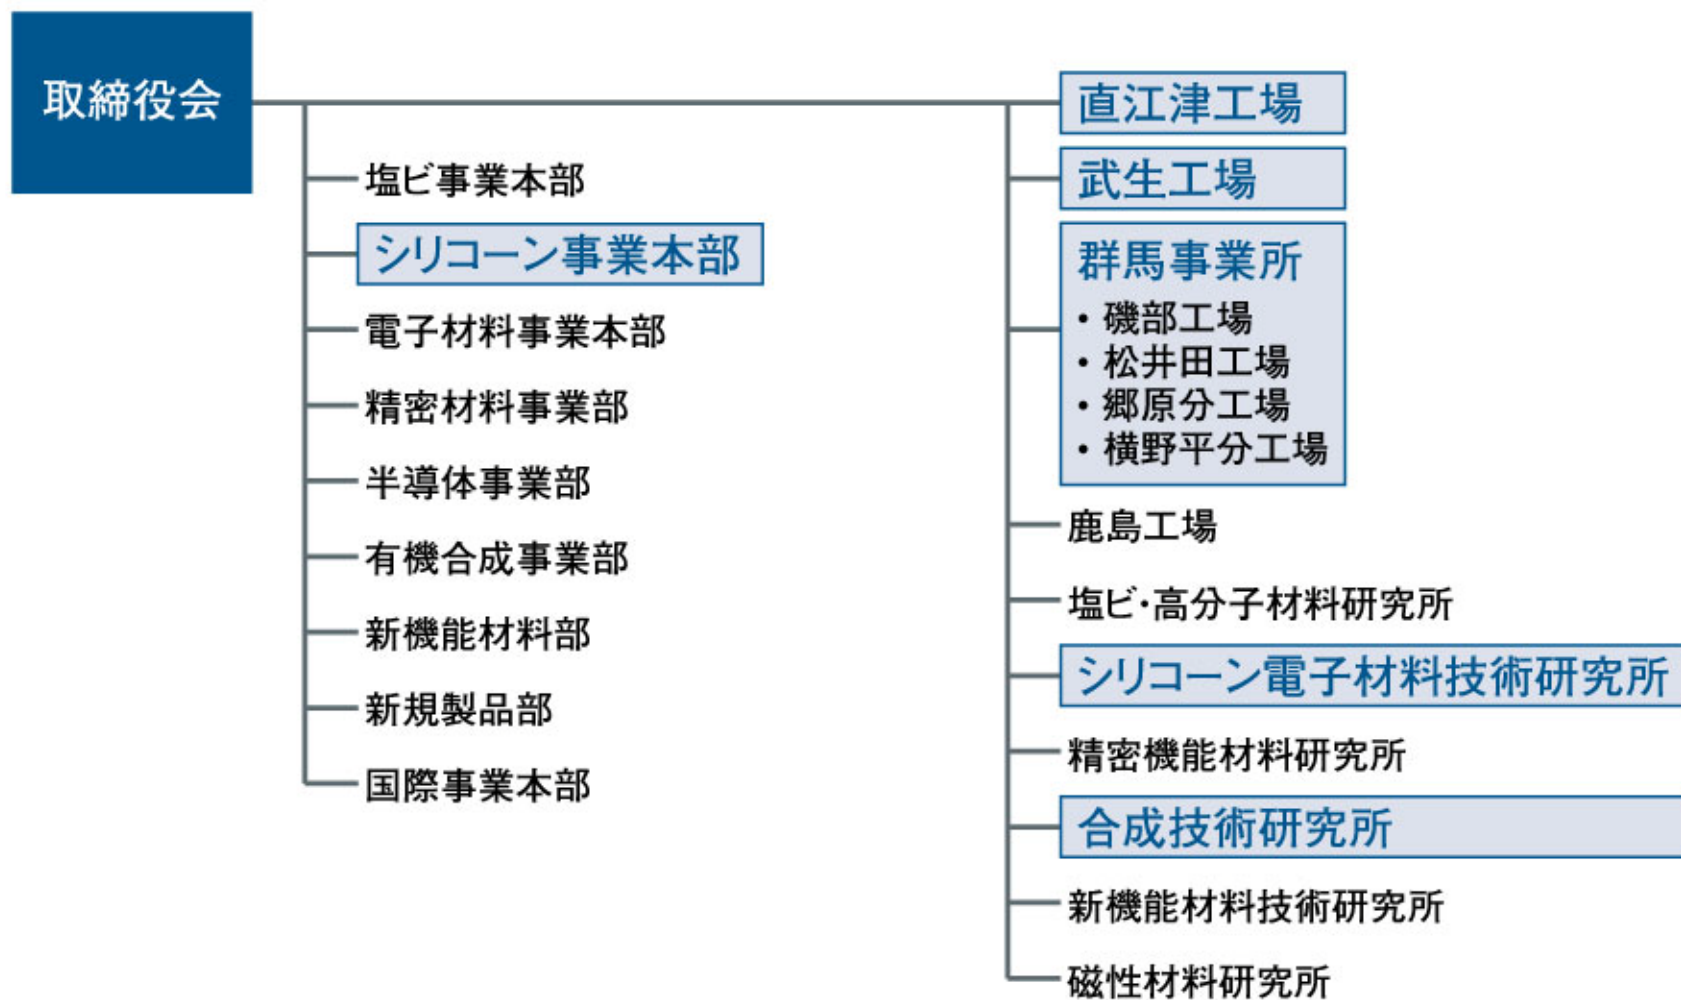 取締役会
塩ビ事業本部
シリコーン事業本部
電子材料事業本部
精密材料事業部
半導体事業部
有機合成事業部
新機能材料部
新規製品部
国際事業本部
直江津工場
武生工場
群馬事業所
・磯部工場
・松井田工場
・郷原分工場
・横野平分工場
鹿島工場
塩ビ・高分子材料研究所
シリコーン電子材料技術研究所
精密機能材料研究所
合成技術研究所
新機能材料技術研究所
磁性材料研究所